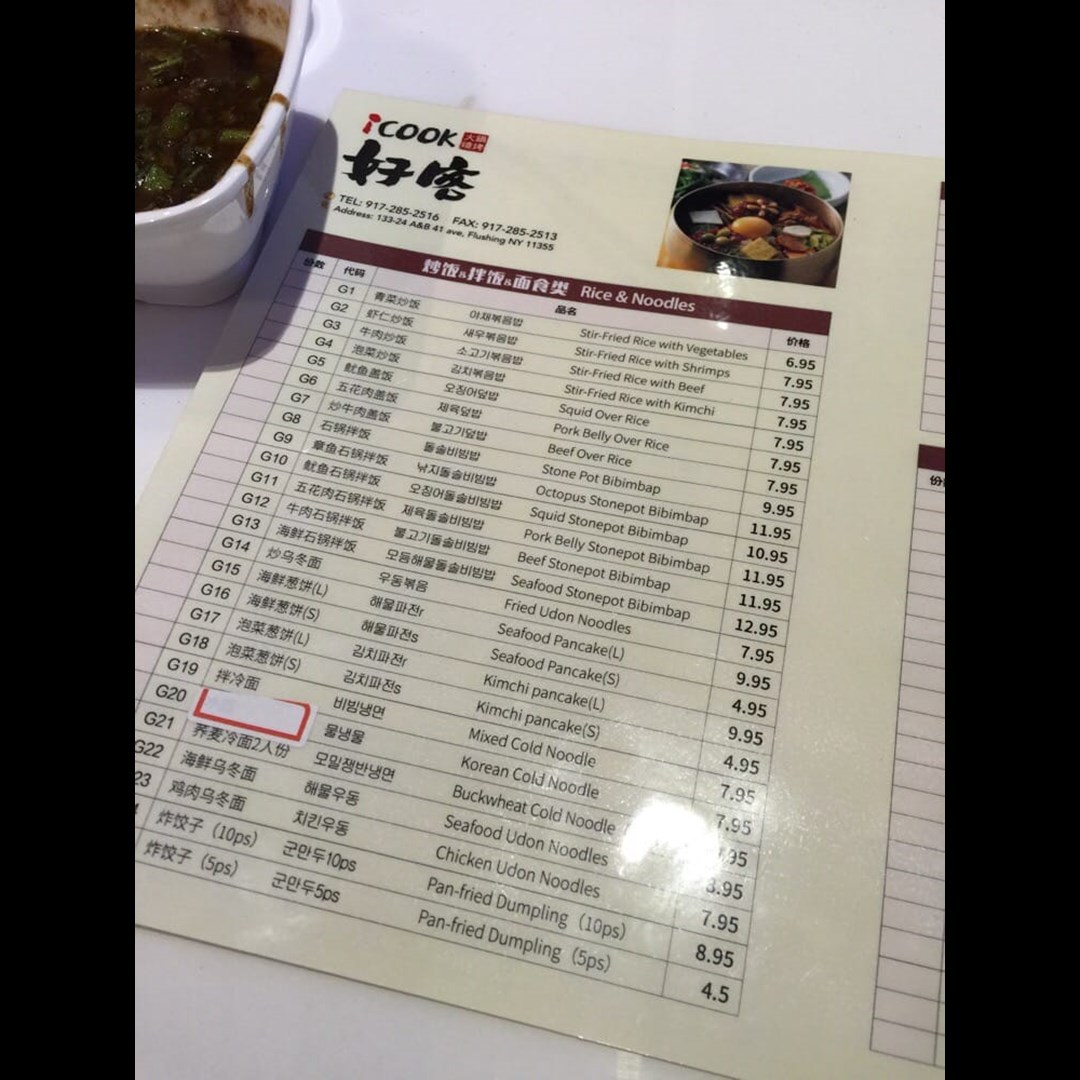 iCOOK 火锅烧烤
好客
TEL: 917-285-2516 FAX: 917-285-2513
Address: 133-24 A&B 41 ave, Flushing NY 11355
炒饭&拌饭&面食类 Rice & Noodles
份数 代码 品名 价格
G1 青菜炒饭 야채볶음밥 Stir-Fried Rice with Vegetables 6.95
G2 虾仁炒饭 새우볶음밥 Stir-Fried Rice with Shrimps 7.95
G3 牛肉炒饭 소고기볶음밥 Stir-Fried Rice with Beef 7.95
G4 泡菜炒饭 김치볶음밥 Stir-Fried Rice with Kimchi 7.95
G5 鱿鱼盖饭 오징어덮밥 Squid Over Rice 7.95
G6 五花肉盖饭 제육덮밥 Pork Belly Over Rice 7.95
G7 炒牛肉盖饭 불고기덮밥 Beef Over Rice 7.95
G8 石锅拌饭 돌솔비빔밥 Stone Pot Bibimbap 9.95
G9 章鱼石锅拌饭 낚지돌솔비빔밥 Octopus Stonepot Bibimbap 11.95
G10 鱿鱼石锅拌饭 오징어돌솔비빔밥 Squid Stonepot Bibimbap 10.95
G11 五花肉石锅拌饭 제육돌솔비빔밥 Pork Belly Stonepot Bibimbap 11.95
G12 牛肉石锅拌饭 불고기돌솔비빔밥 Beef Stonepot Bibimbap 11.95
G13 海鲜石锅拌饭 모듬해물돌솔비빔밥 Seafood Stonepot Bibimbap 12.95
G14 炒乌冬面 우동볶음 Fried Udon Noodles 7.95
G15 海鲜葱饼(L) 해물파전r Seafood Pancake(L) 9.95
G16 海鲜葱饼(S) 해물파전s Seafood Pancake(S) 4.95
G17 泡菜葱饼(L) 김치파전r Kimchi pancake(L) 9.95
G18 泡菜葱饼(S) 김치파전s Kimchi pancake(S) 4.95
G19 拌冷面 비빔냉면 Mixed Cold Noodle 7.95
G20 물냉물 Korean Cold Noodle 7.95
G21 荞麦冷面2人份 모밀쟁반냉면 Buckwheat Cold Noodle 95
G22 海鲜乌冬面 해물우동 Seafood Udon Noodles .95
23 鸡肉乌冬面 치킨우동 Chicken Udon Noodles 7.95
炸饺子（10ps） 군만두10ps Pan-fried Dumpling（10ps） 8.95
炸饺子（5ps） 군만두5ps Pan-fried Dumpling（5ps） 4.5
份